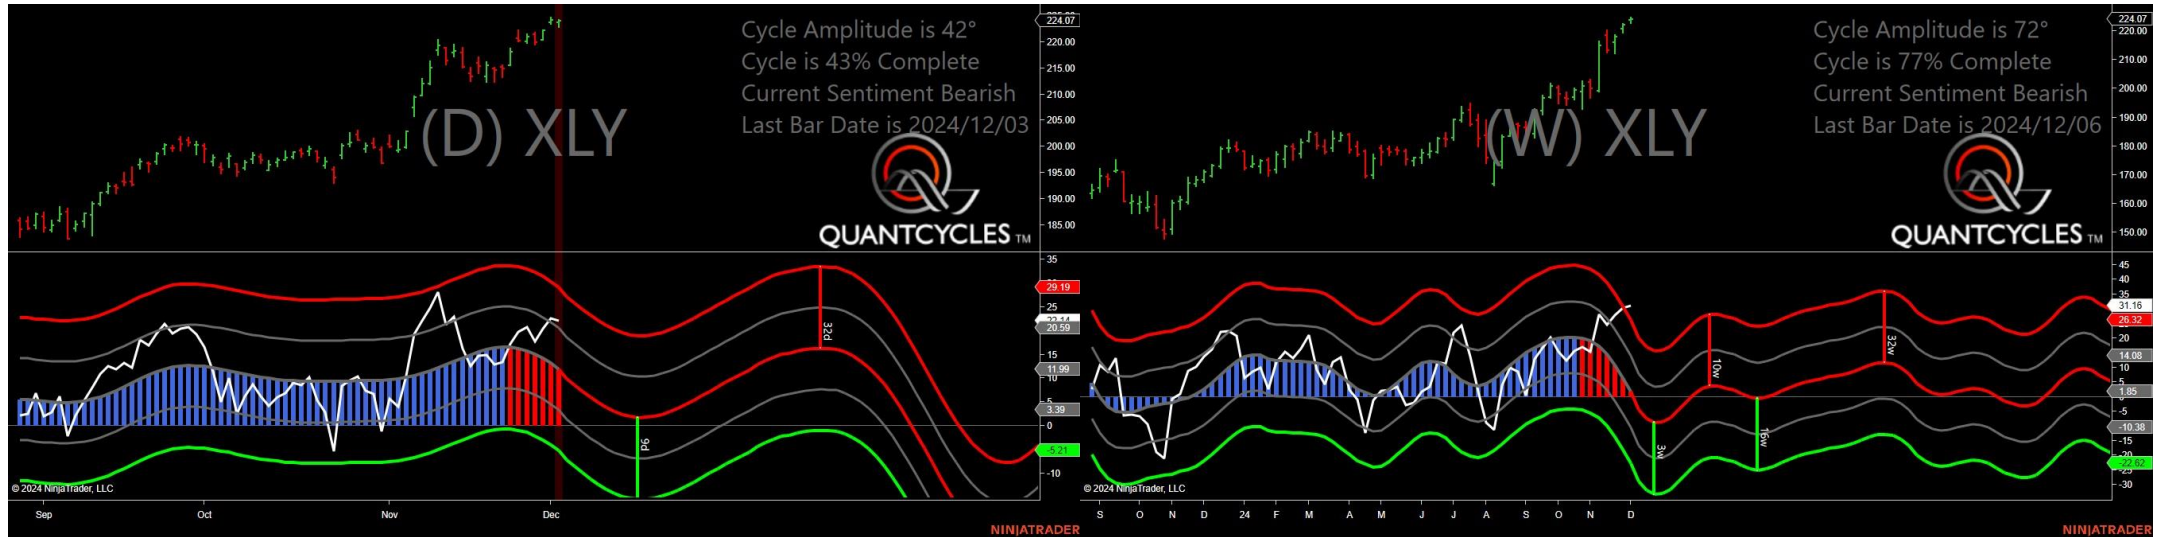 Cycle Amplitude is 42°
Cycle is 43% Complete
Current Sentiment Bearish
Last Bar Date is 2024/12/03
(D) XLY
QUANTCYCLES TM
224.07
220.00
215.00
210.00
205.00
200.00
195.00
190.00
185.00
35
29.19
25
20.59
15
11.99
10
5
3.39
0
-5.21
-10
32d
9d
© 2024 NinjaTrader, LLC
Sep Oct Nov Dec
NINJATRADER
Cycle Amplitude is 72°
Cycle is 77% Complete
Current Sentiment Bearish
Last Bar Date is 2024/12/06
(W) XLY
QUANTCYCLES TM
224.07
220.00
210.00
200.00
190.00
180.00
170.00
160.00
150.00
45
40
35
31.16
26.32
20
14.08
10
5
1.85
-5
-10.38
-15
-20
-22.62
-25
-30
10w
32w
3w
16w
© 2024 NinjaTrader, LLC
S O N D 24 F M A M J J A S O N D
NINJATRADER